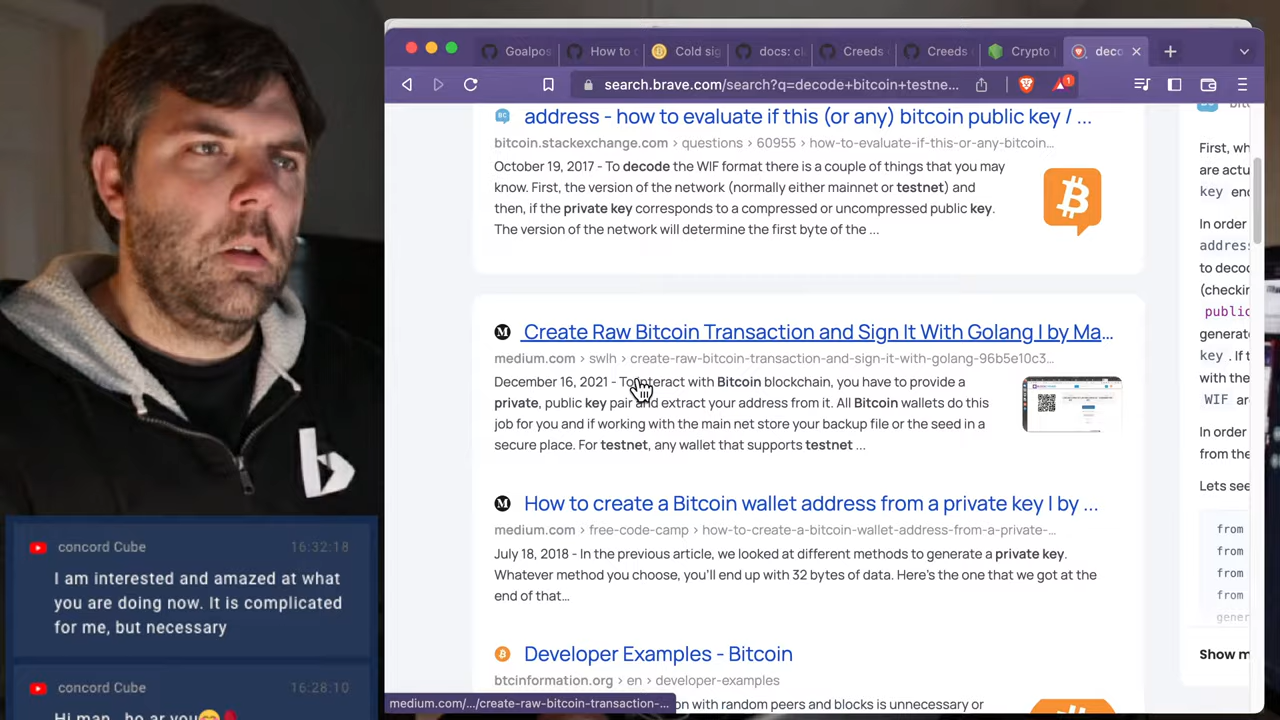 Goalpos
How to c
Cold sig
docs: cl
Creeds
Creeds
Crypto
deco
search.brave.com/search?q=decode+bitcoin+testne...
1
address - how to evaluate if this (or any) bitcoin public key / ...
bitcoin.stackexchange.com › questions › 60955 › how-to-evaluate-if-this-or-any-bitcoin...
October 19, 2017 - To decode the WIF format there is a couple of things that you may
know. First, the version of the network (normally either mainnet or testnet) and
then, if the private key corresponds to a compressed or uncompressed public key.
The version of the network will determine the first byte of the ...
Create Raw Bitcoin Transaction and Sign It With Golang | by Ma...
medium.com › swlh › create-raw-bitcoin-transaction-and-sign-it-with-golang-96b5e10c3...
December 16, 2021 - To interact with Bitcoin blockchain, you have to provide a
private, public key pair and extract your address from it. All Bitcoin wallets do this
job for you and if working with the main net store your backup file or the seed in a
secure place. For testnet, any wallet that supports testnet ...
How to create a Bitcoin wallet address from a private key | by ...
medium.com › free-code-camp › how-to-create-a-bitcoin-wallet-address-from-a-private-...
July 18, 2018 - In the previous article, we looked at different methods to generate a private key.
Whatever method you choose, you'll end up with 32 bytes of data. Here's the one that we got at the
end of that...
Developer Examples - Bitcoin
btcinformation.org › en › developer-examples
on with random peers and blocks is unnecessary or
medium.com/.../create-raw-bitcoin-transaction-...
First, wh
are actu
key enc
In order
address
to deco
(checkin
public
generate
key . If t
with the
WIF ar
In order
from the
Lets see
from
from
from
from
gener
Show m
concord Cube
16:32:18
I am interested and amazed at what
you are doing now. It is complicated
for me, but necessary
concord Cube
16:28:10
Hi man, ho ar you